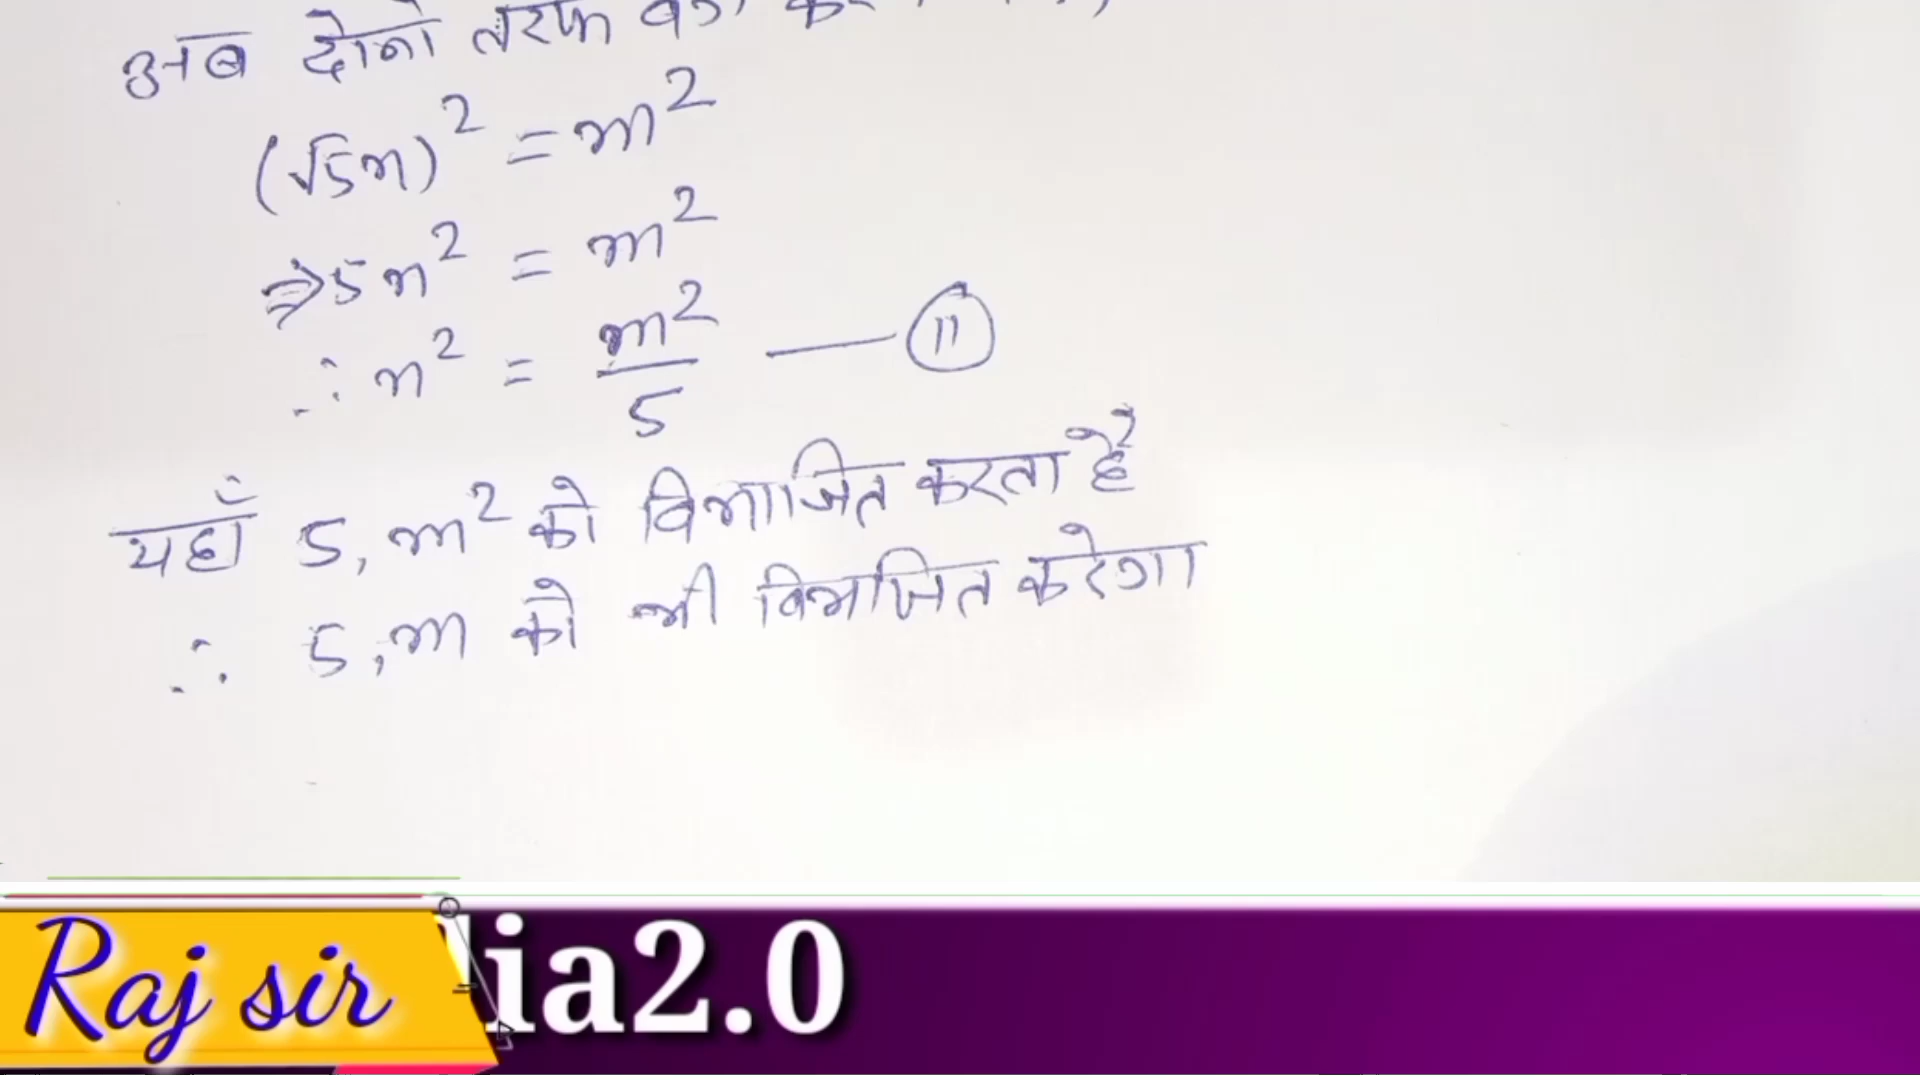 अब दोनो तरफ
(√5n)² = m²
⇒ 5n² = m²
∴ n² = m²/5 — (11)
यहाँ 5, m² को विभाजित करता है
∴ 5, m को भी विभाजित करेगा
Raj sir
ia2.0